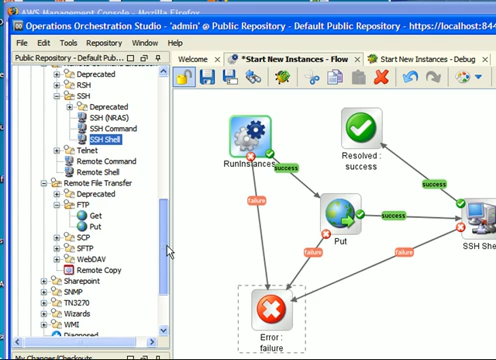 AWS Management Console - Mozilla Firefox
Operations Orchestration Studio - 'admin' @ Public Repository - Default Public Repository - https://localhost:844
File Edit Tools Repository Window Help
Public Repository - Default Pub...
Welcome
*Start New Instances - Flow
Start New Instances - Debug
Deprecated
RSH
SSH
Deprecated
SSH (NRAS)
SSH Command
SSH Shell
Telnet
Remote Command
Remote Shell
Remote File Transfer
Deprecated
FTP
Get
Put
SCP
SFTP
WebDAV
Remote Copy
Sharepoint
SNMP
TN3270
Wizards
WMI
RunInstances
success
failure
Resolved :
success
success
Put
success
failure
failure
SSH She
Error :
failure
My Changes/Checkouts